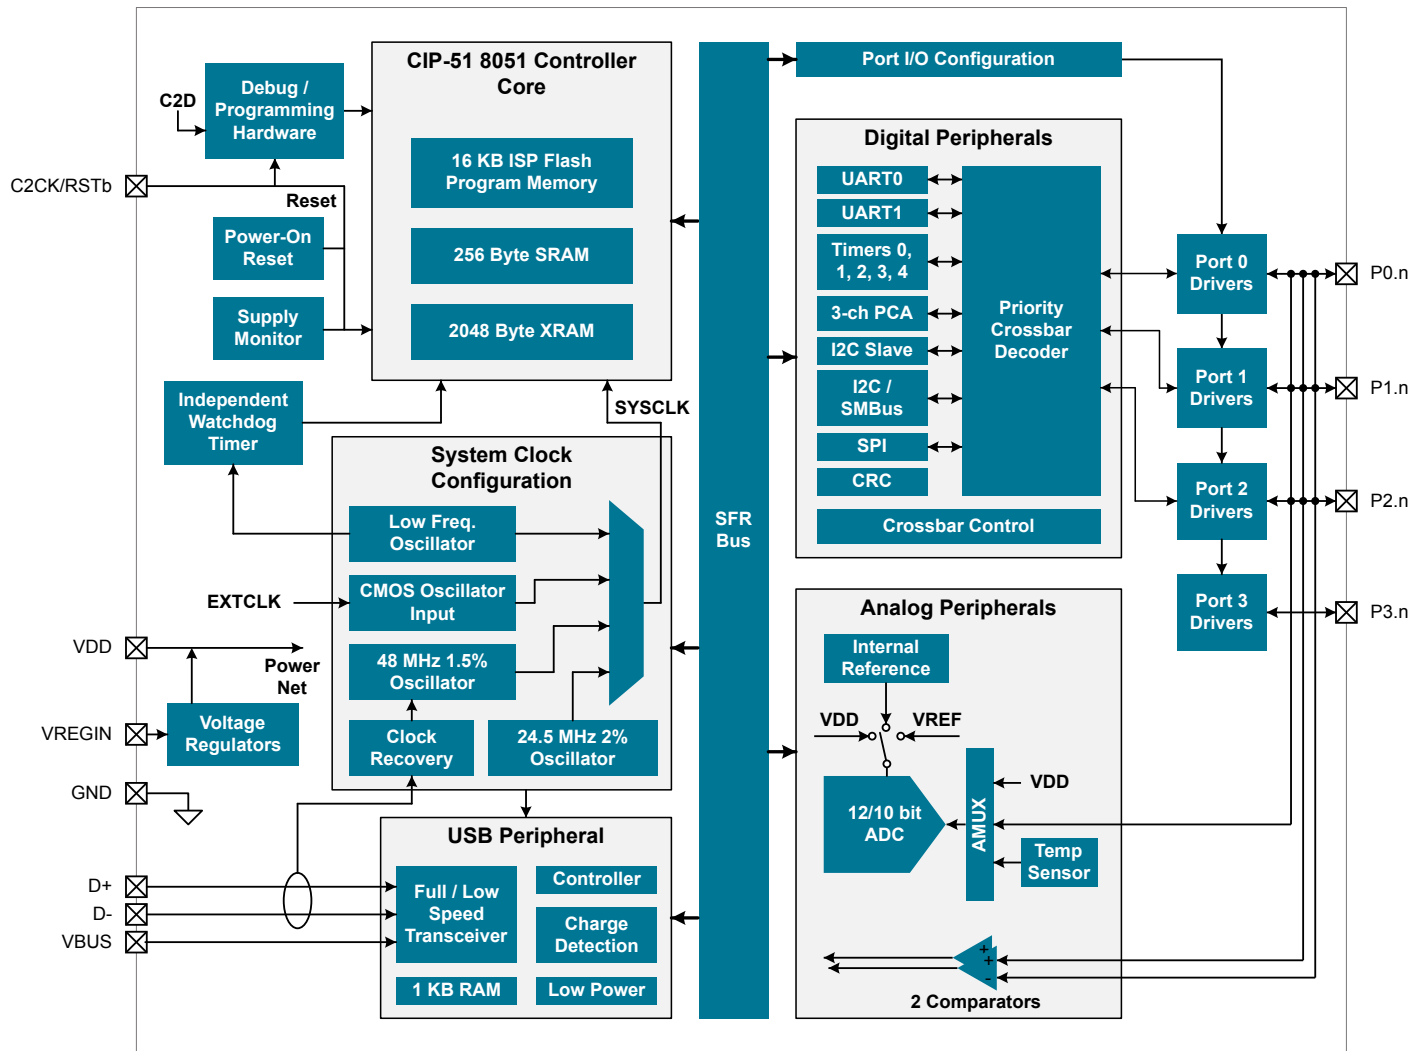 CIP-51 8051 Controller
Core
Debug /
Programming
Hardware
C2D
16 KB ISP Flash
Program Memory
C2CK/RSTb
Reset
Power-On
Reset
256 Byte SRAM
Supply
Monitor
2048 Byte XRAM
Independent
Watchdog
Timer
SYSCLK
System Clock
Configuration
Low Freq.
Oscillator
EXTCLK
CMOS Oscillator
Input
VDD
Power
Net
48 MHz 1.5%
Oscillator
VREGIN
Voltage
Regulators
Clock
Recovery
24.5 MHz 2%
Oscillator
GND
USB Peripheral
D+
D-
VBUS
Full / Low
Speed
Transceiver
Controller
Charge
Detection
1 KB RAM
Low Power
SFR
Bus
Port I/O Configuration
Digital Peripherals
UART0
UART1
Timers 0,
1, 2, 3, 4
3-ch PCA
I2C Slave
I2C /
SMBus
SPI
CRC
Priority
Crossbar
Decoder
Crossbar Control
Port 0
Drivers
P0.n
Port 1
Drivers
P1.n
Port 2
Drivers
P2.n
Port 3
Drivers
P3.n
Analog Peripherals
Internal
Reference
VDD
VREF
12/10 bit
ADC
AMUX
VDD
Temp
Sensor
+
+
-
2 Comparators